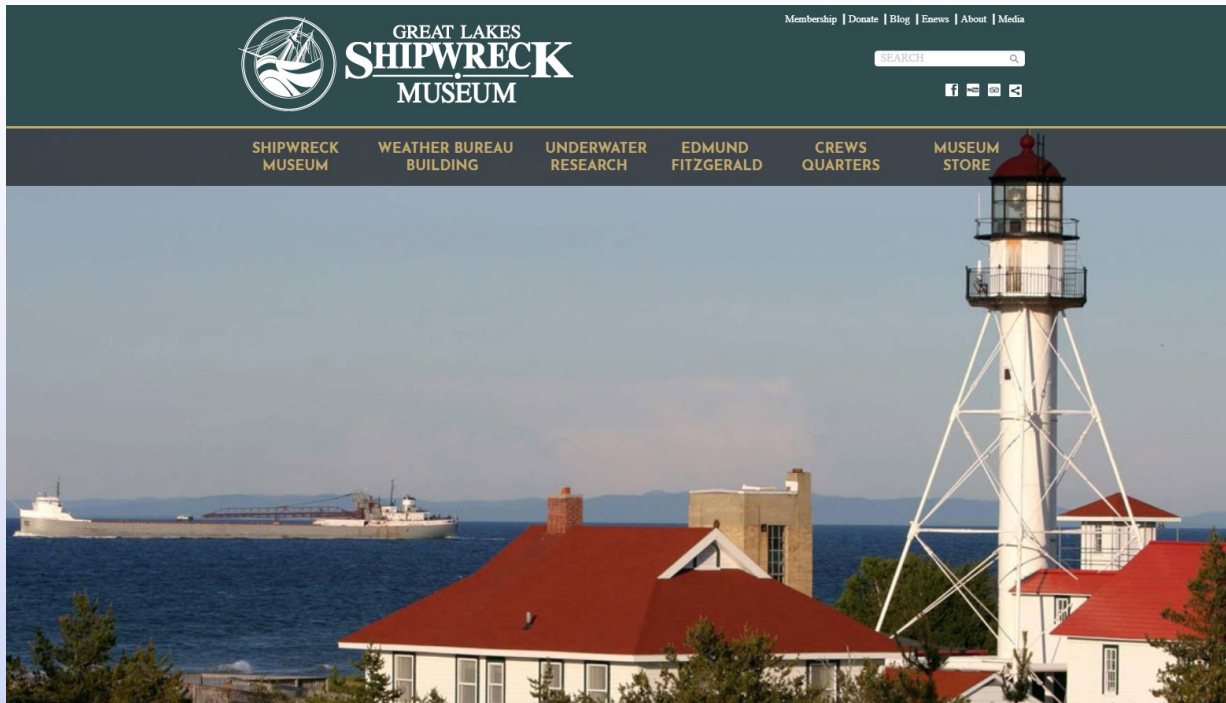 GREAT LAKES
SHIPWRECK
MUSEUM
Membership | Donate | Blog | Enews | About | Media
SEARCH
SHIPWRECK
MUSEUM
WEATHER BUREAU
BUILDING
UNDERWATER
RESEARCH
EDMUND
FITZGERALD
CREWS
QUARTERS
MUSEUM
STORE